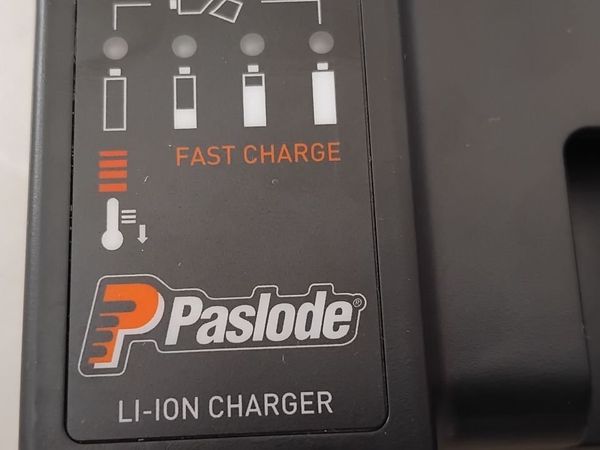 FAST CHARGE
Paslode®
LI-ION CHARGER